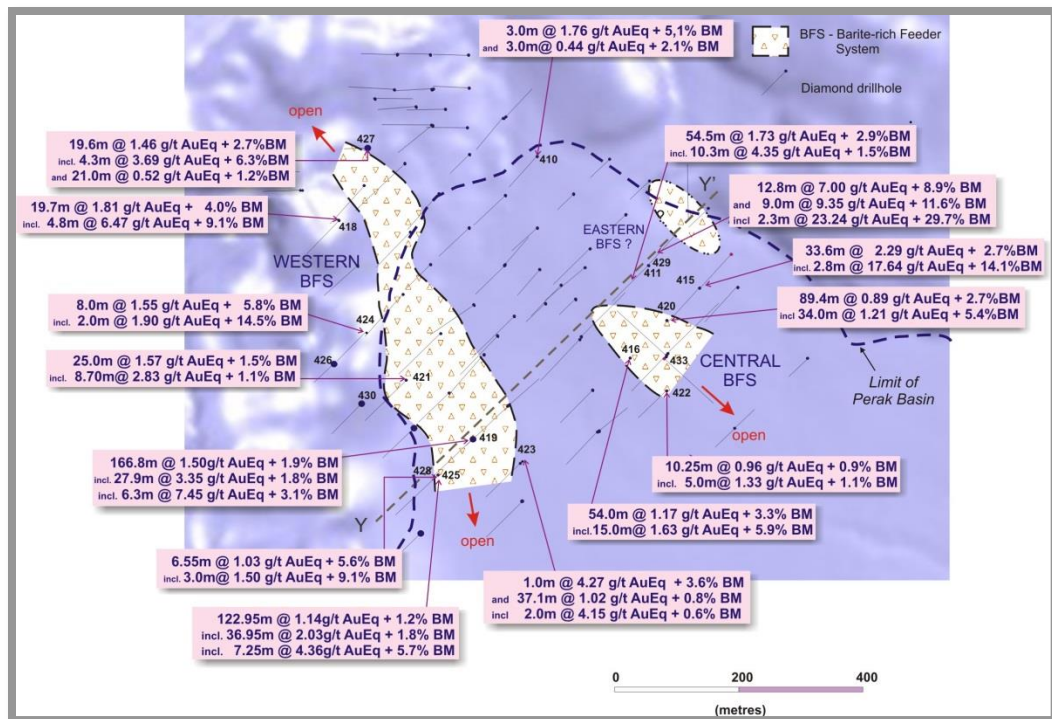 3.0m @ 1.76 g/t AuEq + 5,1% BM
and 3.0m@ 0.44 g/t AuEq + 2.1% BM
BFS - Barite-rich Feeder
System
Diamond drillhole
open
427
19.6m @ 1.46 g/t AuEq + 2.7%BM
incl. 4.3m @ 3.69 g/t AuEq + 6.3%BM
and 21.0m @ 0.52 g/t AuEq + 1.2%BM
54.5m @ 1.73 g/t AuEq + 2.9%BM
incl. 10.3m @ 4.35 g/t AuEq + 1.5%BM
410
Y'
12.8m @ 7.00 g/t AuEq + 8.9% BM
and 9.0m @ 9.35 g/t AuEq + 11.6% BM
incl 2.3m @ 23.24 g/t AuEq + 29.7% BM
19.7m @ 1.81 g/t AuEq + 4.0% BM
incl. 4.8m @ 6.47 g/t AuEq + 9.1% BM
418
WESTERN
BFS
EASTERN
BFS ?
429
411
415
33.6m @ 2.29 g/t AuEq + 2.7%BM
incl. 2.8m @ 17.64 g/t AuEq + 14.1%BM
8.0m @ 1.55 g/t AuEq + 5.8% BM
incl. 2.0m @ 1.90 g/t AuEq + 14.5% BM
424
420
89.4m @ 0.89 g/t AuEq + 2.7%BM
incl 34.0m @ 1.21 g/t AuEq + 5.4%BM
25.0m @ 1.57 g/t AuEq + 1.5% BM
incl. 8.70m@ 2.83 g/t AuEq + 1.1% BM
426
421
430
416
433
CENTRAL
BFS
422
Limit of
Perak Basin
open
419
423
166.8m @ 1.50g/t AuEq + 1.9% BM
incl. 27.9m @ 3.35 g/t AuEq + 1.8% BM
incl. 6.3m @ 7.45 g/t AuEq + 3.1% BM
428
425
10.25m @ 0.96 g/t AuEq + 0.9% BM
incl. 5.0m @ 1.33 g/t AuEq + 1.1% BM
Y
open
54.0m @ 1.17 g/t AuEq + 3.3% BM
incl.15.0m@ 1.63 g/t AuEq + 5.9% BM
6.55m @ 1.03 g/t AuEq + 5.6% BM
incl. 3.0m@ 1.50 g/t AuEq + 9.1% BM
1.0m @ 4.27 g/t AuEq + 3.6% BM
and 37.1m @ 1.02 g/t AuEq + 0.8% BM
incl 2.0m @ 4.15 g/t AuEq + 0.6% BM
122.95m @ 1.14g/t AuEq + 1.2% BM
incl. 36.95m @ 2.03g/t AuEq + 1.8% BM
incl. 7.25m @ 4.36g/t AuEq + 5.7% BM
0 200 400
(metres)